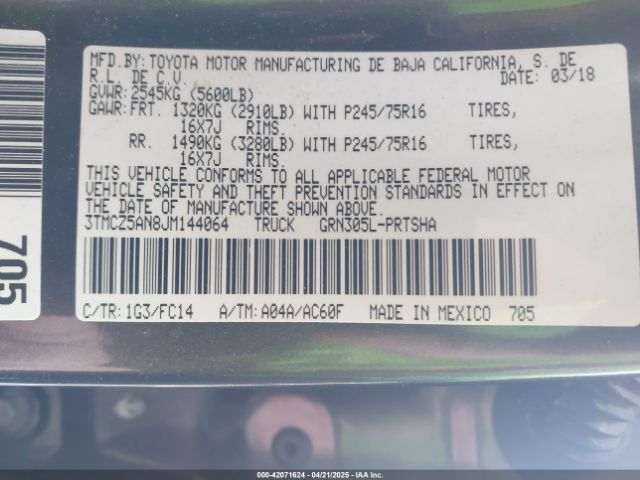 MFD.BY: TOYOTA MOTOR MANUFACTURING DE BAJA CALIFORNIA, S. DE
R.L. DE C.V. DATE: 03/18
GVWR: 2545KG (5600LB)
GAWR: FRT. 1320KG (2910LB) WITH P245/75R16 TIRES,
16X7J RIMS.
RR. 1490KG (3280LB) WITH P245/75R16 TIRES,
16X7J RIMS.
THIS VEHICLE CONFORMS TO ALL APPLICABLE FEDERAL MOTOR
VEHICLE SAFETY AND THEFT PREVENTION STANDARDS IN EFFECT ON
THE DATE OF MANUFACTURE SHOWN ABOVE.
3TMCZ5AN8JM144064 TRUCK GRN305L-PRTSHA
C/TR: 1G3/FC14 A/TM: A04A/AC60F MADE IN MEXICO 705
705
000-42071624 - 04/21/2025 - IAAI, Inc.